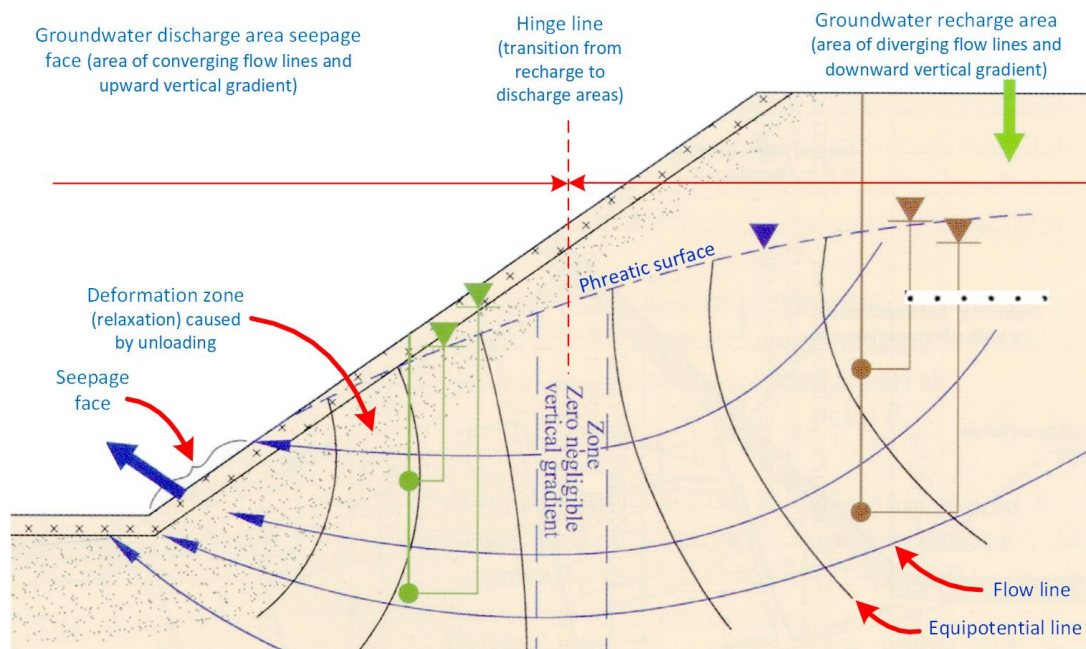 Groundwater discharge area seepage
face (area of converging flow lines and
upward vertical gradient)
Hinge line
(transition from
recharge to
discharge areas)
Groundwater recharge area
(area of diverging flow lines and
downward vertical gradient)
Phreatic surface
Deformation zone
(relaxation) caused
by unloading
Seepage
face
Zone
Zero negligible
vertical gradient
Flow line
Equipotential line